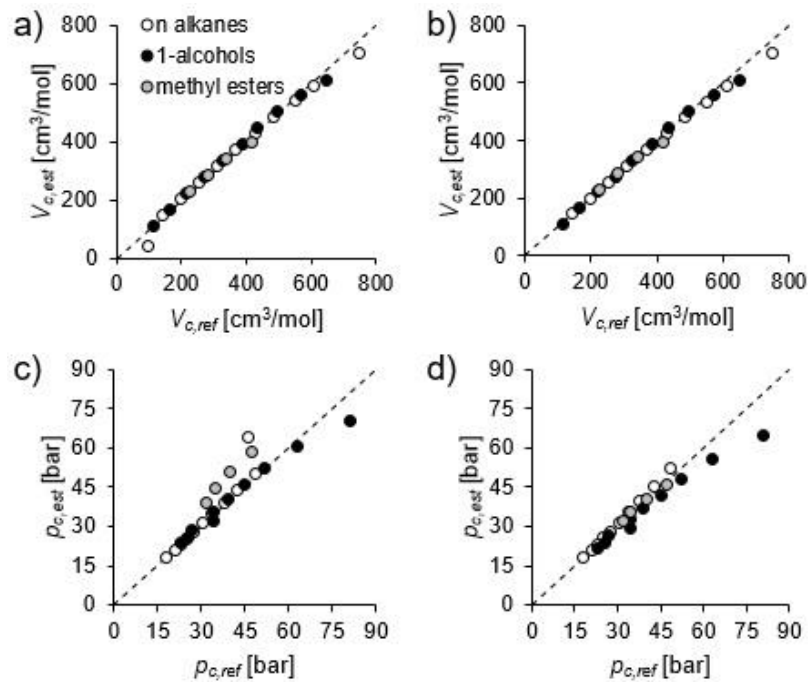 a)
n alkanes
1-alcohols
methyl esters
800
600
400
200
0
V_c,est [cm³/mol]
0 200 400 600 800
V_c,ref [cm³/mol]
b)
800
600
400
200
0
V_c,est [cm³/mol]
0 200 400 600 800
V_c,ref [cm³/mol]
c)
90
75
60
45
30
15
0
p_c,est [bar]
0 15 30 45 60 75 90
p_c,ref [bar]
d)
90
75
60
45
30
15
0
p_c,est [bar]
0 15 30 45 60 75 90
p_c,ref [bar]